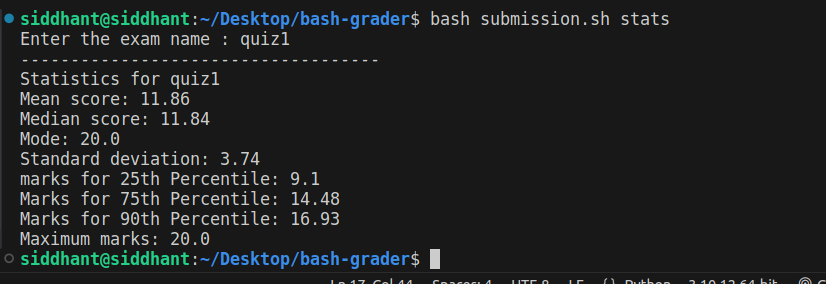 siddhant@siddhant:~/Desktop/bash-grader$ bash submission.sh stats
Enter the exam name : quiz1
------------------------------------
Statistics for quiz1
Mean score: 11.86
Median score: 11.84
Mode: 20.0
Standard deviation: 3.74
marks for 25th Percentile: 9.1
Marks for 75th Percentile: 14.48
Marks for 90th Percentile: 16.93
Maximum marks: 20.0
siddhant@siddhant:~/Desktop/bash-grader$
Ln 17, Col 44 Spaces: 4 UTF-8 LF Python 3.10.12 64-bit